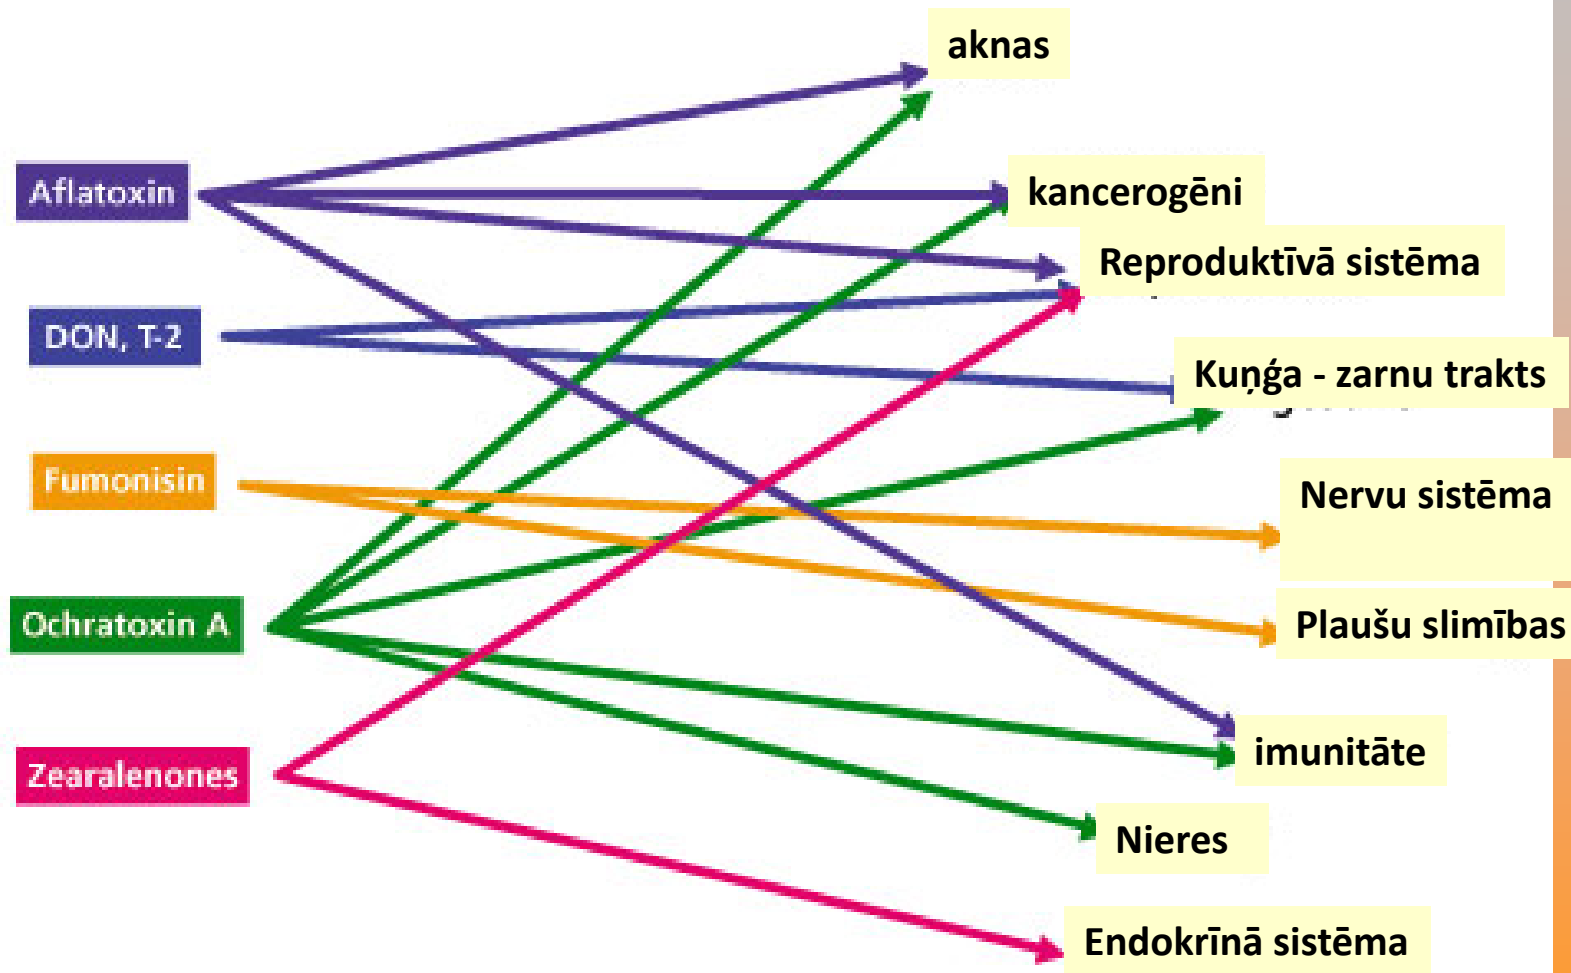 aknas
Aflatoxin
kancerogēni
Reproduktīvā sistēma
DON, T-2
Kuņģa - zarnu trakts
Fumonisin
Nervu sistēma
Ochratoxin A
Plaušu slimības
imunitāte
Zearalenones
Nieres
Endokrīnā sistēma